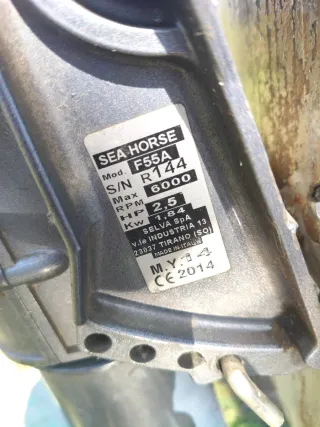 SEA HORSE
Mod. F55A
S/N R144
Max RPM 6000
HP 2,5
Kw 1,84
SELVA SpA
V.le INDUSTRIA 13
23037 TIRANO (SO)
MADE IN ITALY
M.Y. 14
CE 2014